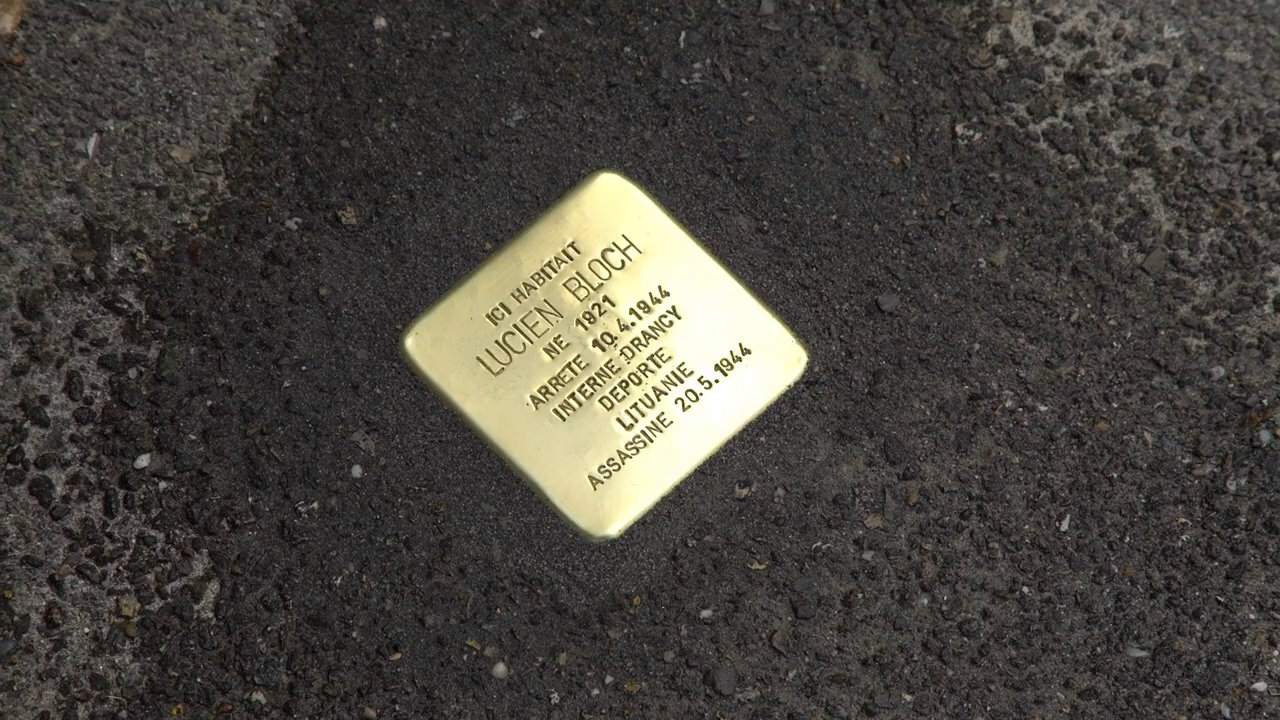 ICI HABITAIT
LUCIEN BLOCH
NE 1921
ARRETE 10.4.1944
INTERNE DRANCY
DEPORTE
LITUANIE
ASSASSINE 20.5.1944